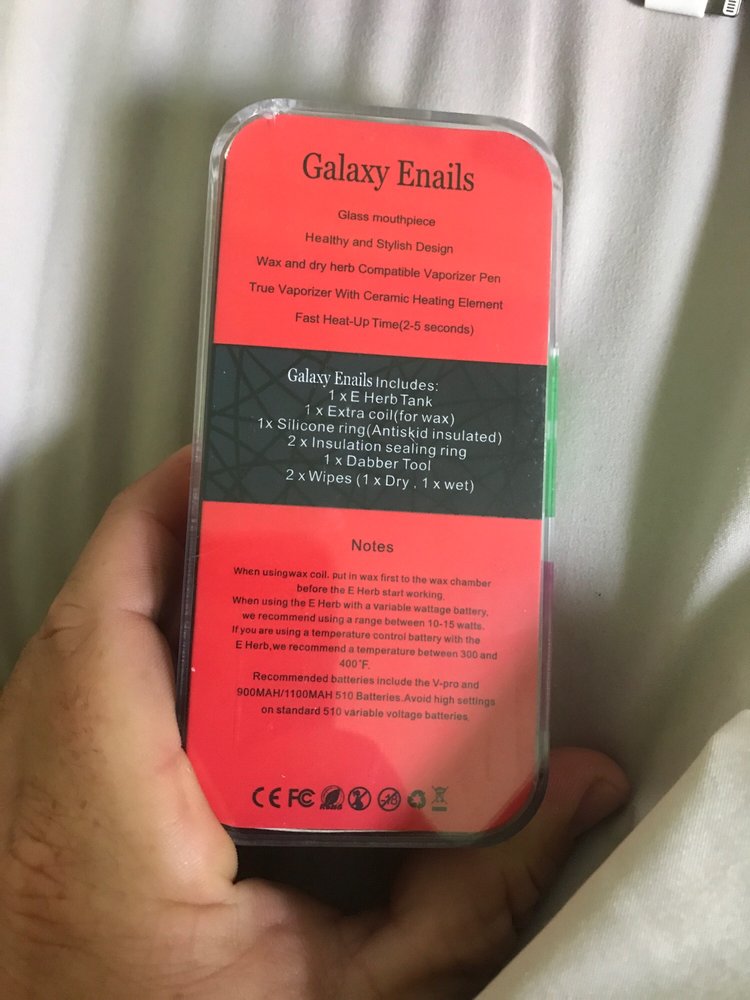 Galaxy Enails
Glass mouthpiece
Healthy and Stylish Design
Wax and dry herb Compatible Vaporizer Pen
True Vaporizer With Ceramic Heating Element
Fast Heat-Up Time(2-5 seconds)
Galaxy Enails Includes:
1 x E Herb Tank
1 x Extra coil(for wax)
1x Silicone ring(Antiskid insulated)
2 x Insulation sealing ring
1 x Dabber Tool
2 x Wipes (1 x Dry , 1 x wet)
Notes
When usingwax coil, put in wax first to the wax chamber
before the E Herb start working.
When using the E Herb with a variable wattage battery,
we recommend using a range between 10-15 watts.
If you are using a temperature control battery with the
E Herb,we recommend a temperature between 300 and
400°F.
Recommended batteries include the V-pro and
900MAH/1100MAH 510 Batteries.Avoid high settings
on standard 510 variable voltage batteries.
CE FC ROHS -18